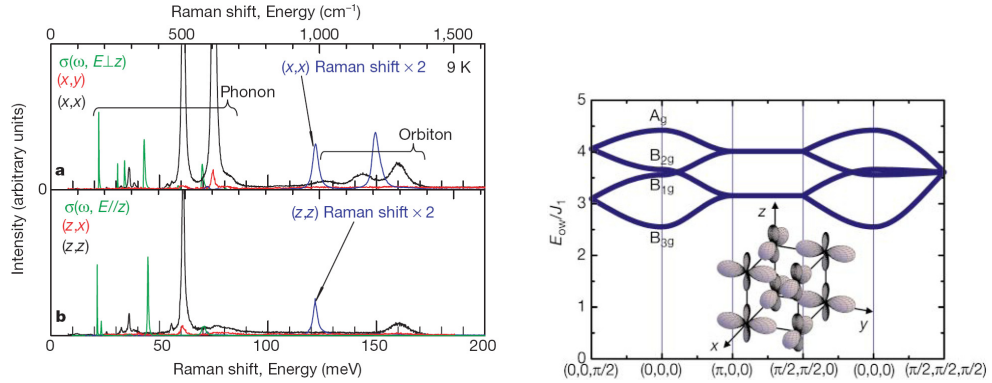 Raman shift, Energy (cm⁻¹)
0 500 1,000 1,500
σ(ω, E⊥z)
(x,y)
(x,x)
(x,x) Raman shift × 2
9 K
Phonon
Orbiton
a
0
Intensity (arbitrary units)
σ(ω, E//z)
(z,x)
(z,z)
(z,z) Raman shift × 2
b
0 50 100 150 200
Raman shift, Energy (meV)
5
4
3
2
1
0
E_ow/J_1
A_g
B_2g
B_1g
B_3g
z
y
x
(0,0,π/2) (0,0,0) (π,0,0) (π/2,π/2,0) (0,0,0) (π/2,π/2,π/2)